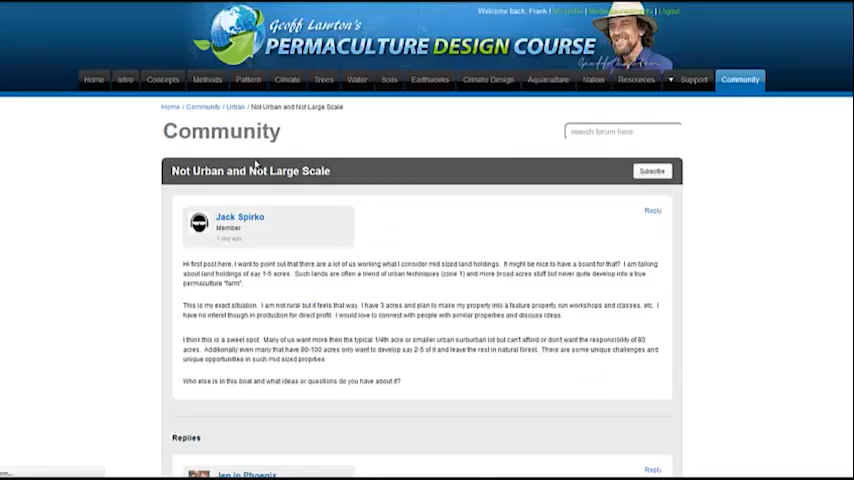 Welcome back, Frank | | | Logout
Geoff Lawton's
PERMACULTURE DESIGN COURSE
Home Intro Concepts Methods Pattern Climate Trees Water Soils Earthworks Climate Design Aquaculture Nation Resources Support Community
Home / Community / Urban / Not Urban and Not Large Scale
Community
search forum here
Not Urban and Not Large Scale
Subscribe
Jack Spirko
Reply
Member
1 day ago
Hi first post here, I want to point out that there are a lot of us working what I consider mid sized land holdings. It might be nice to have a board for that? I am talking
about land holdings of say 1-5 acres. Such lands are often a blend of urban techniques (zone 1) and more broad acres stuff but never quite develop into a true
permaculture "farm".
This is my exact situation. I am not rural but it feels that way. I have 3 acres and plan to make my property into a feature property, run workshops and classes, etc. I
have no interest though in production for direct profit. I would love to connect with people with similar properties and discuss ideas.
I think this is a sweet spot. Many of us want more then the typical 1/4th acre or smaller urban surburban lot but can't afford or don't want the responsibility of 80
acres. Additionally even many that have 80-100 acres only want to develop say 2-5 of it and leave the rest in natural forest. There are some unique challenges and
unique opportunities in such mid sized
Who else is in this boat and what ideas or questions do you have about it?
Replies
Jen in Phoenix
Reply